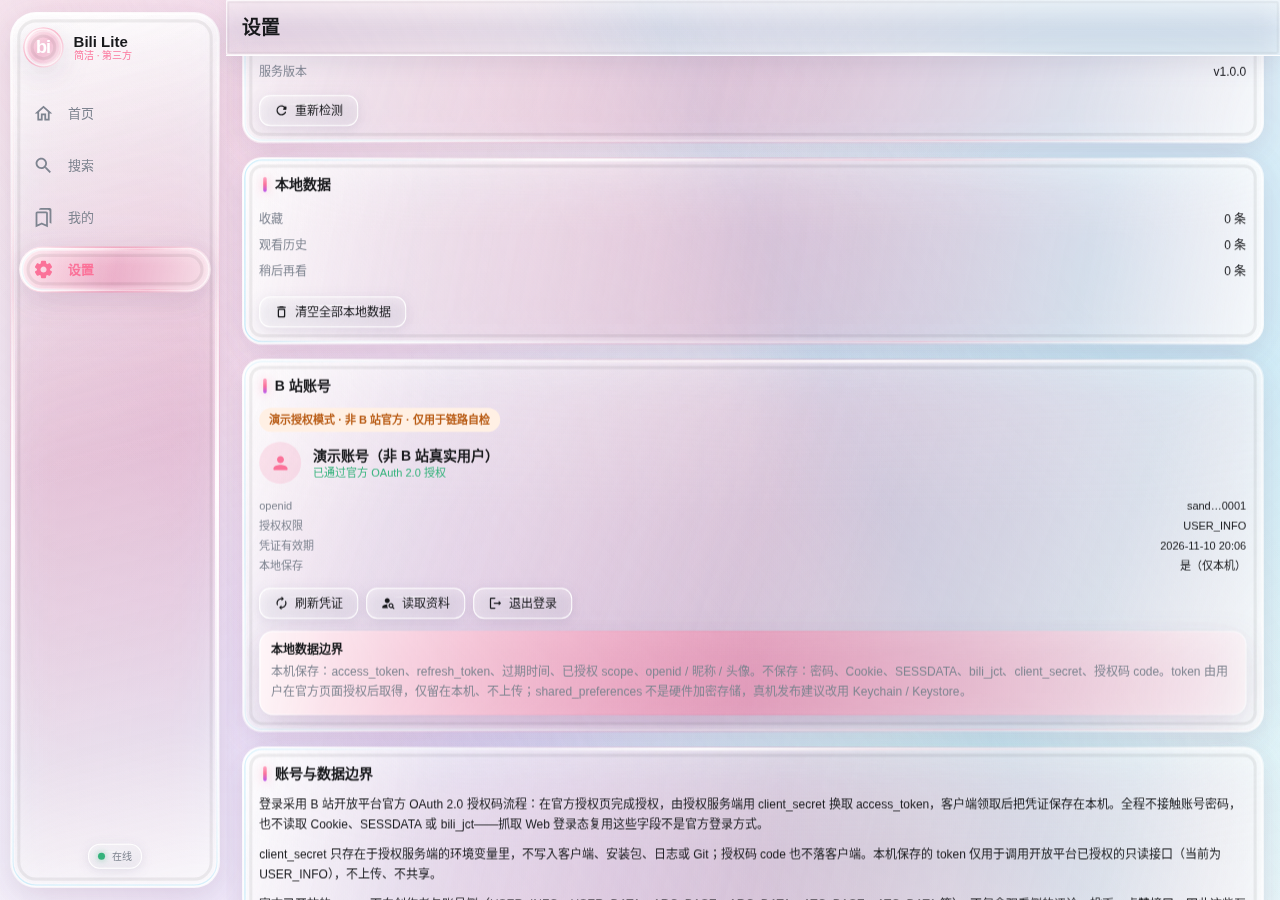 bi
Bili Lite
简洁 · 第三方
首页
搜索
我的
设置
在线
设置
服务版本 v1.0.0
重新检测
本地数据
收藏 0 条
观看历史 0 条
稍后再看 0 条
清空全部本地数据
B 站账号
演示授权模式 · 非 B 站官方 · 仅用于链路自检
演示账号（非 B 站真实用户）
已通过官方 OAuth 2.0 授权
openid sand…0001
授权权限 USER_INFO
凭证有效期 2026-11-10 20:06
本地保存 是（仅本机）
刷新凭证 读取资料 退出登录
本地数据边界
本机保存：access_token、refresh_token、过期时间、已授权 scope、openid / 昵称 / 头像。不保存：密码、Cookie、SESSDATA、bili_jct、client_secret、授权码 code。token 由用
户在官方页面授权后取得，仅留在本机、不上传；shared_preferences 不是硬件加密存储，真机发布建议改用 Keychain / Keystore。
账号与数据边界
登录采用 B 站开放平台官方 OAuth 2.0 授权码流程：在官方授权页完成授权，由授权服务端用 client_secret 换取 access_token，客户端领取后把凭证保存在本机。全程不接触账号密码，
也不读取 Cookie、SESSDATA 或 bili_jct——抓取 Web 登录态复用这些字段不是官方登录方式。
client_secret 只存在于授权服务端的环境变量里，不写入客户端、安装包、日志或 Git；授权码 code 也不落客户端。本机保存的 token 仅用于调用开放平台已授权的只读接口（当前为
USER_INFO），不上传、不共享。